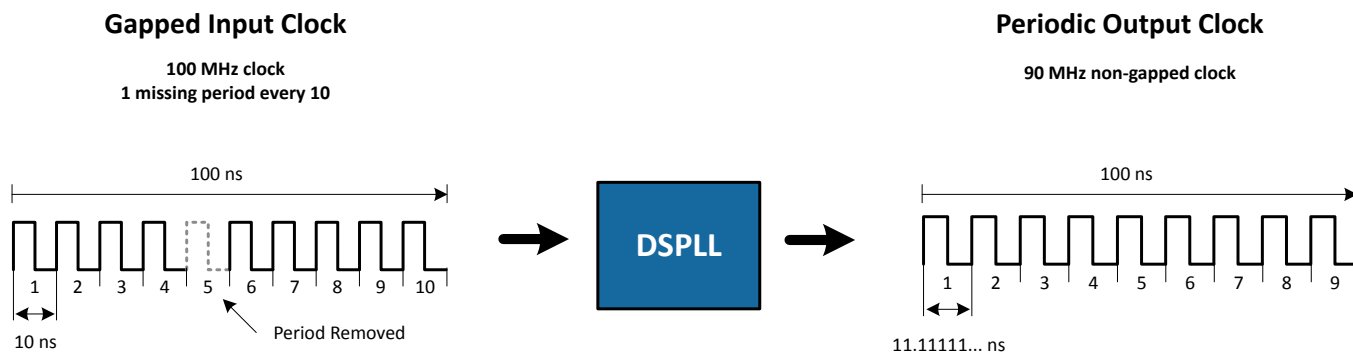 Gapped Input Clock
100 MHz clock
1 missing period every 10
100 ns
1 2 3 4 5 6 7 8 9 10
Period Removed
10 ns
DSPLL
Periodic Output Clock
90 MHz non-gapped clock
100 ns
1 2 3 4 5 6 7 8 9
11.11111... ns